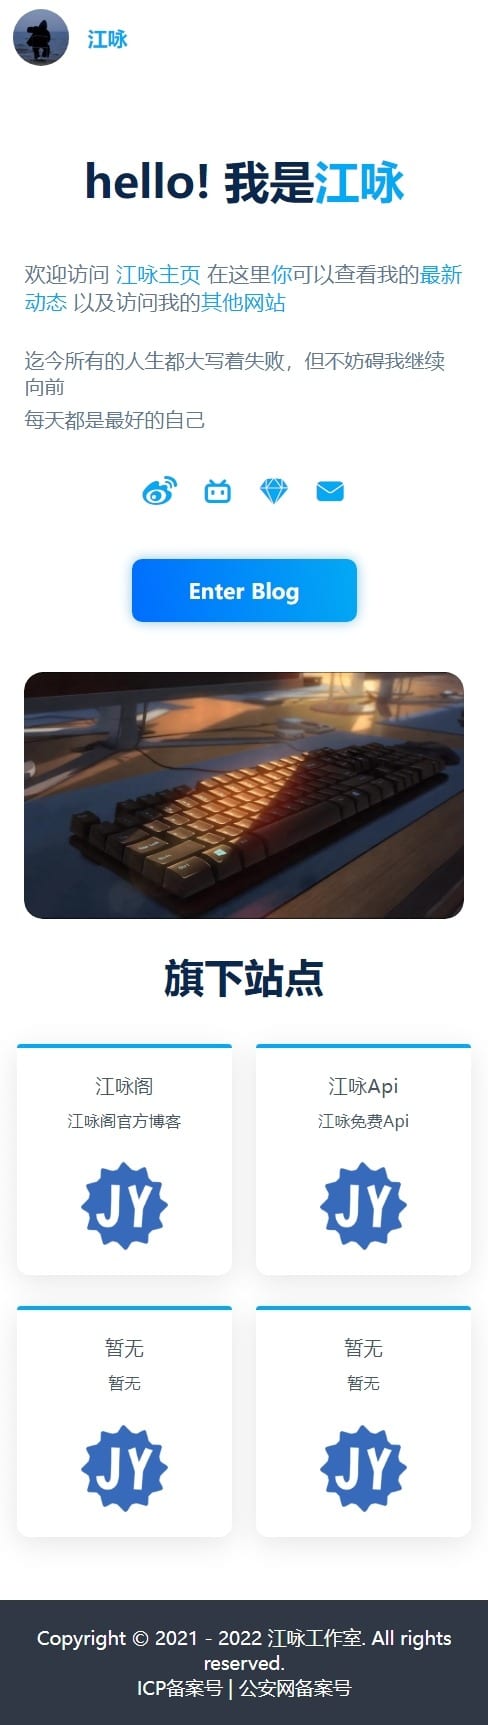 江咏
hello! 我是江咏
欢迎访问 江咏主页 在这里你可以查看我的最新
动态 以及访问我的其他网站
迄今所有的人生都大写着失败，但不妨碍我继续
向前
每天都是最好的自己
Enter Blog
旗下站点
江咏阁
江咏阁官方博客
JY
江咏Api
江咏免费Api
JY
暂无
暂无
JY
暂无
暂无
JY
Copyright © 2021 - 2022 江咏工作室. All rights
reserved.
ICP备案号 | 公安网备案号